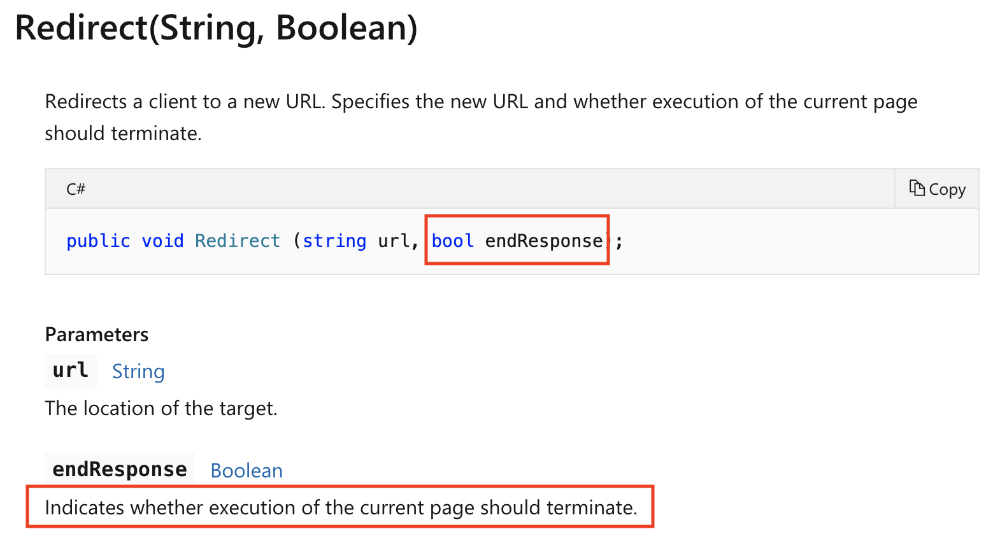 Redirect(String, Boolean)
Redirects a client to a new URL. Specifies the new URL and whether execution of the current page
should terminate.
C# Copy
public void Redirect (string url, bool endResponse);
Parameters
url String
The location of the target.
endResponse Boolean
Indicates whether execution of the current page should terminate.